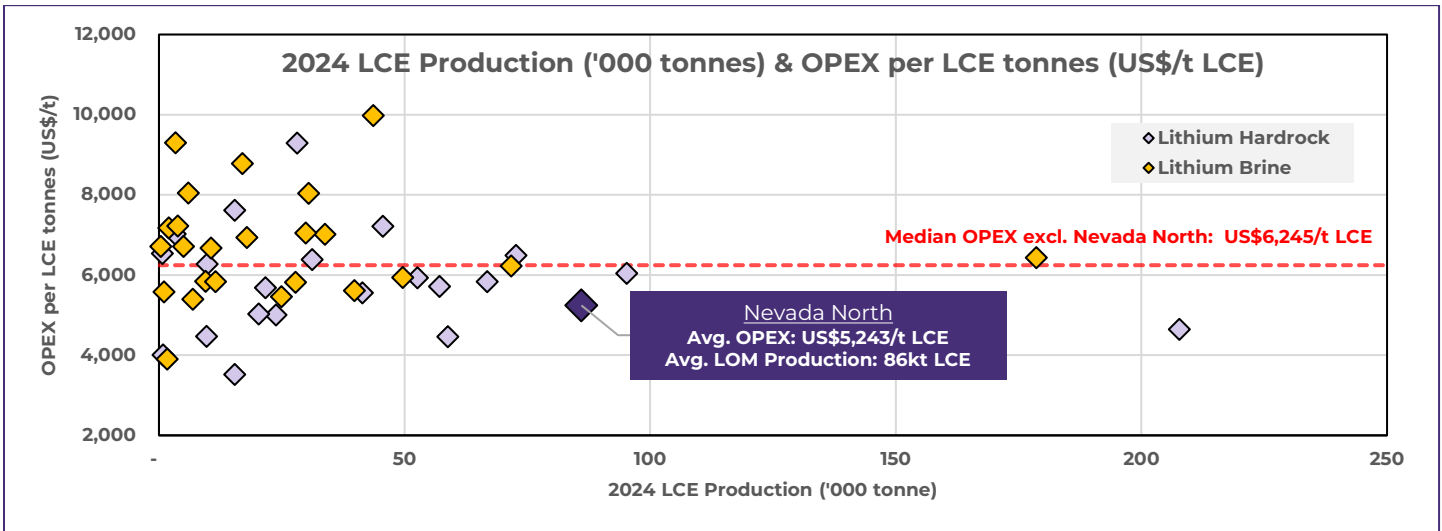 2024 LCE Production ('000 tonnes) & OPEX per LCE tonnes (US$/t LCE)
OPEX per LCE tonnes (US$/t)
12,000
10,000
8,000
6,000
4,000
2,000
Lithium Hardrock
Lithium Brine
Median OPEX excl. Nevada North: US$6,245/t LCE
Nevada North
Avg. OPEX: US$5,243/t LCE
Avg. LOM Production: 86kt LCE
-
50
100
150
200
250
2024 LCE Production ('000 tonne)